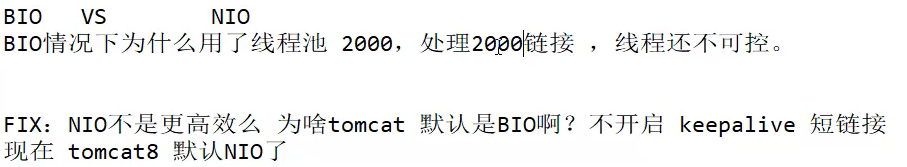 BIO VS NIO
BIO情况下为什么用了线程池 2000，处理2000链接 ，线程还不可控。
FIX: NIO不是更高效么 为啥tomcat 默认是BIO啊？不开启 keepalive 短链接
现在 tomcat8 默认NIO了